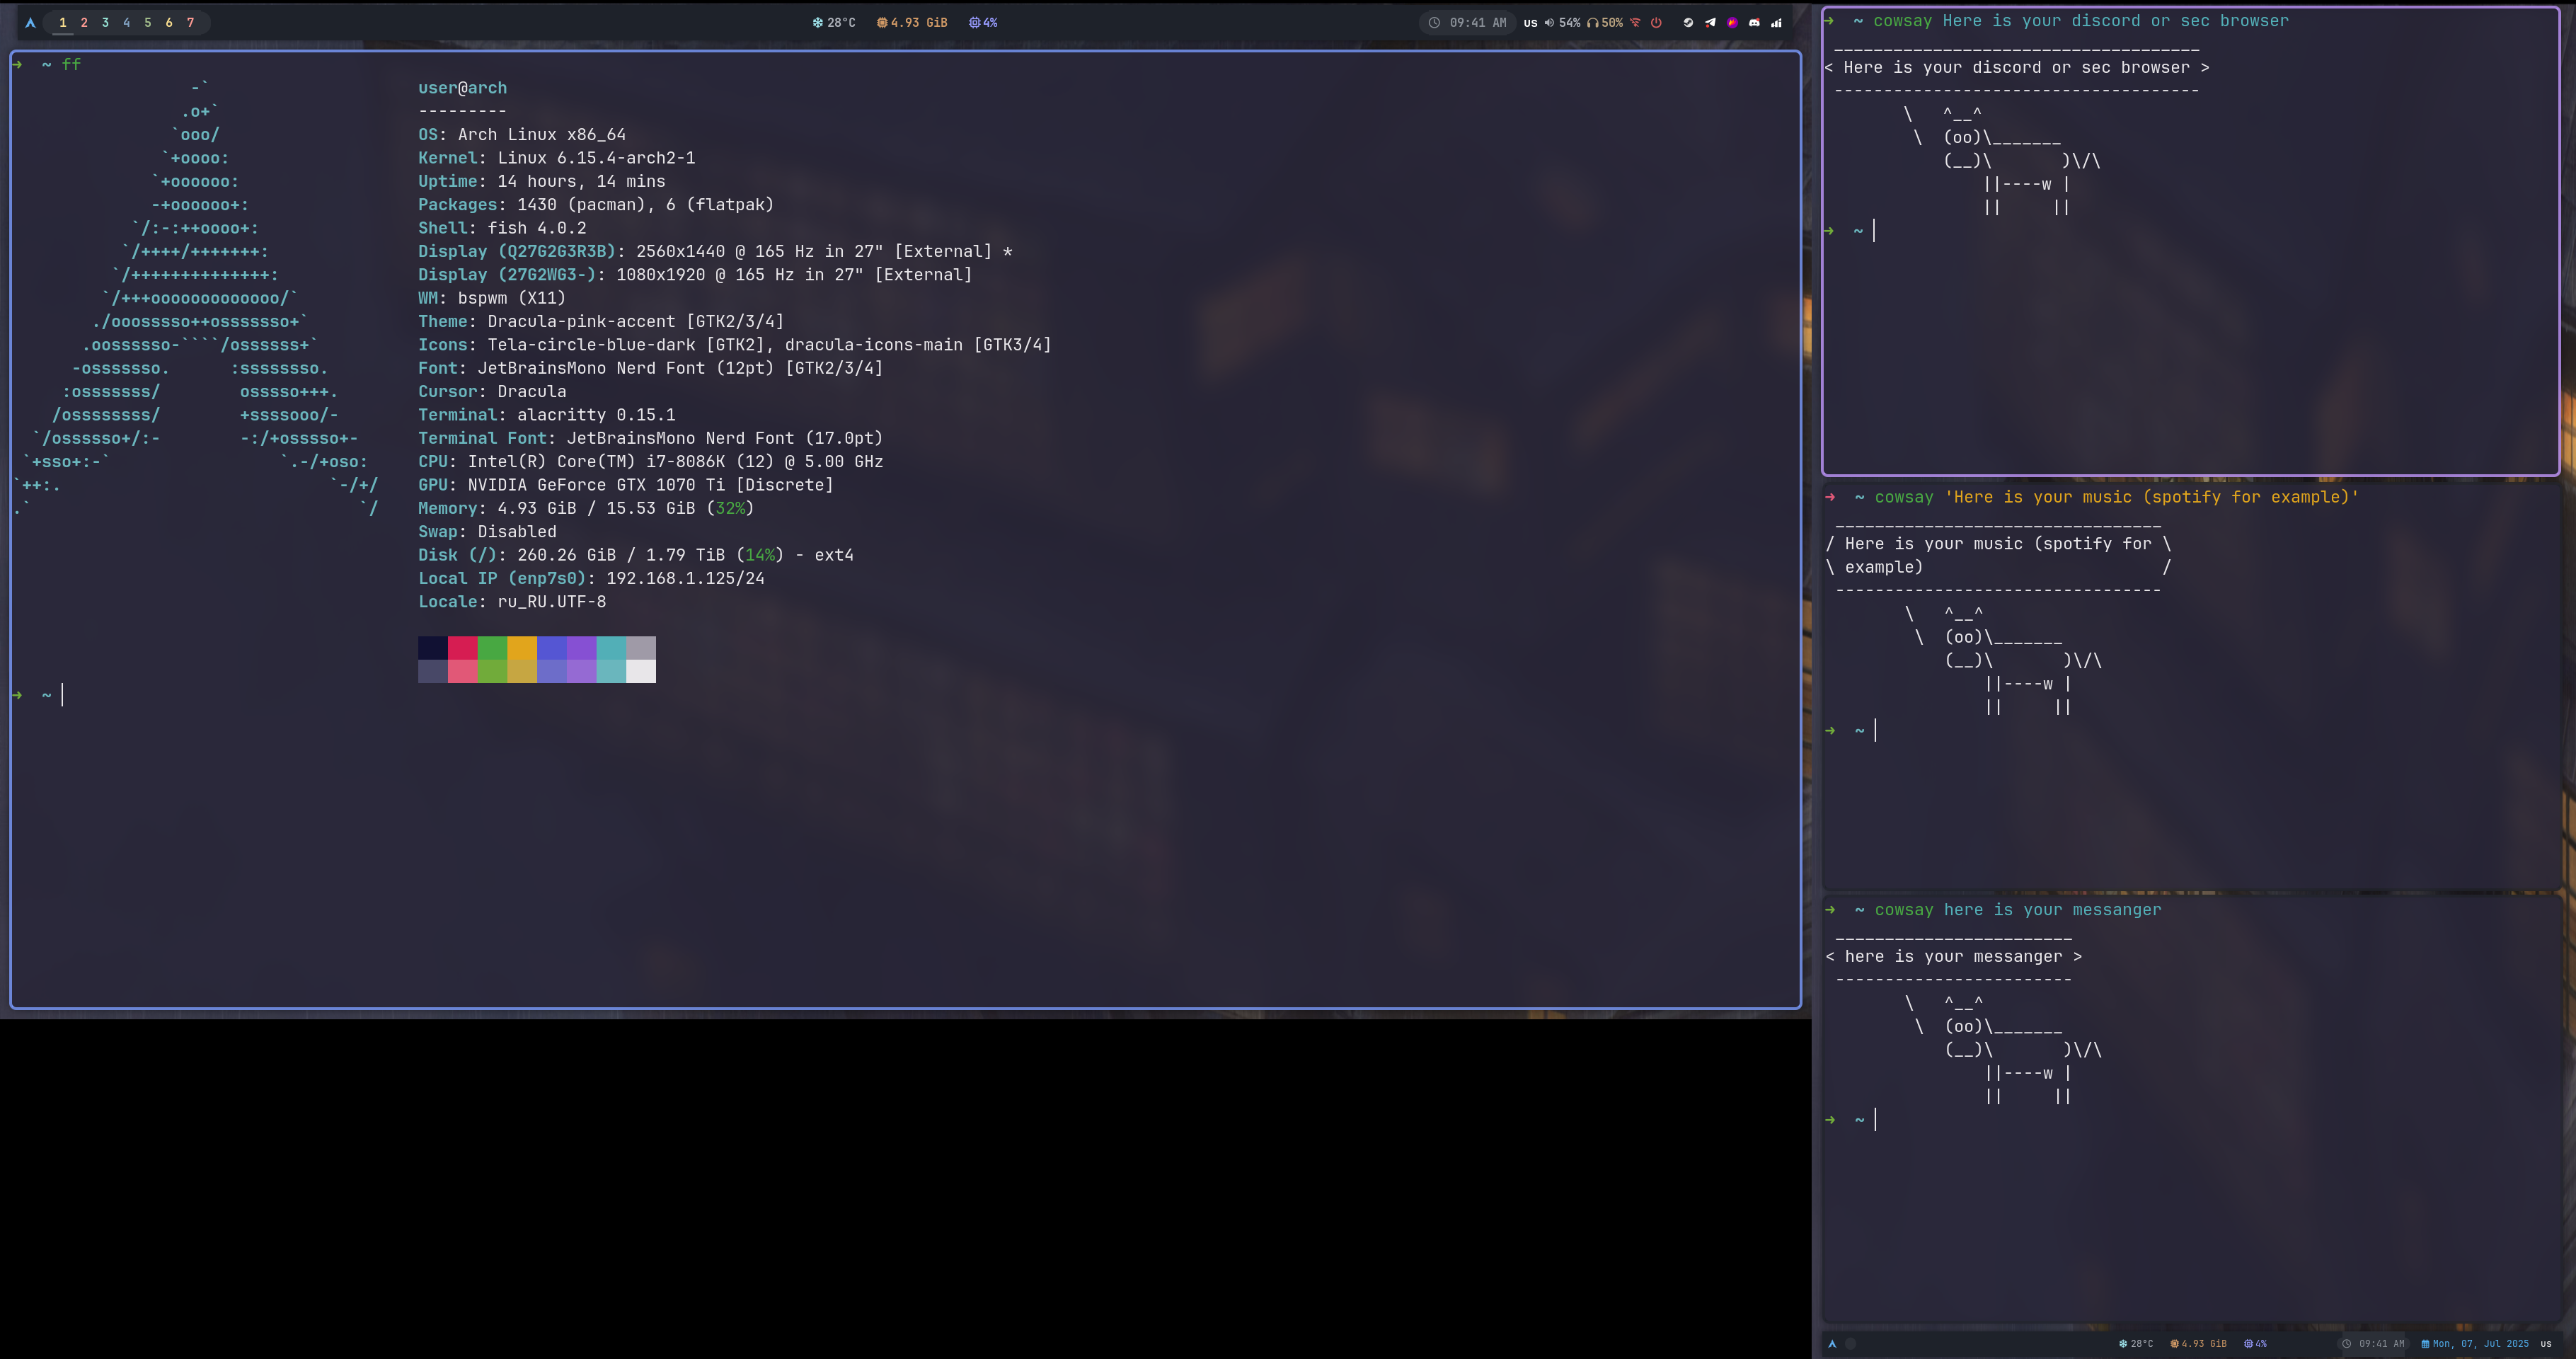 1 2 3 4 5 6 7
28°C 4.93 GiB 4%
09:41 AM us 54% 50%
➜ ~ ff
user@arch
---------
OS: Arch Linux x86_64
Kernel: Linux 6.15.4-arch2-1
Uptime: 14 hours, 14 mins
Packages: 1430 (pacman), 6 (flatpak)
Shell: fish 4.0.2
Display (Q27G2G3R3B): 2560x1440 @ 165 Hz in 27" [External] *
Display (27G2WG3-): 1080x1920 @ 165 Hz in 27" [External]
WM: bspwm (X11)
Theme: Dracula-pink-accent [GTK2/3/4]
Icons: Tela-circle-blue-dark [GTK2], dracula-icons-main [GTK3/4]
Font: JetBrainsMono Nerd Font (12pt) [GTK2/3/4]
Cursor: Dracula
Terminal: alacritty 0.15.1
Terminal Font: JetBrainsMono Nerd Font (17.0pt)
CPU: Intel(R) Core(TM) i7-8086K (12) @ 5.00 GHz
GPU: NVIDIA GeForce GTX 1070 Ti [Discrete]
Memory: 4.93 GiB / 15.53 GiB (32%)
Swap: Disabled
Disk (/): 260.26 GiB / 1.79 TiB (14%) - ext4
Local IP (enp7s0): 192.168.1.125/24
Locale: ru_RU.UTF-8
➜ ~
➜ ~ cowsay Here is your discord or sec browser
< Here is your discord or sec browser >
➜ ~
➜ ~ cowsay 'Here is your music (spotify for example)'
/ Here is your music (spotify for \
\ example) /
➜ ~
➜ ~ cowsay here is your messanger
< here is your messanger >
➜ ~
28°C 4.93 GiB 4%
09:41 AM Mon, 07, Jul 2025 us